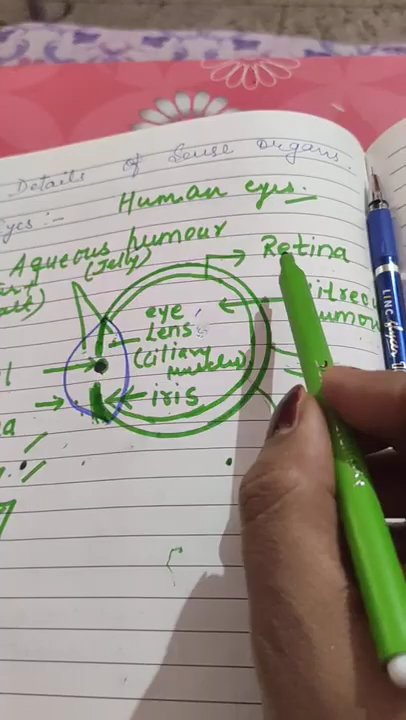 Details of Sense Organs.
Human eyes.
Eyes :-
Aqueous humour
(Jelly)
Retina
eye
Lens
(Ciliary
muscles)
iris